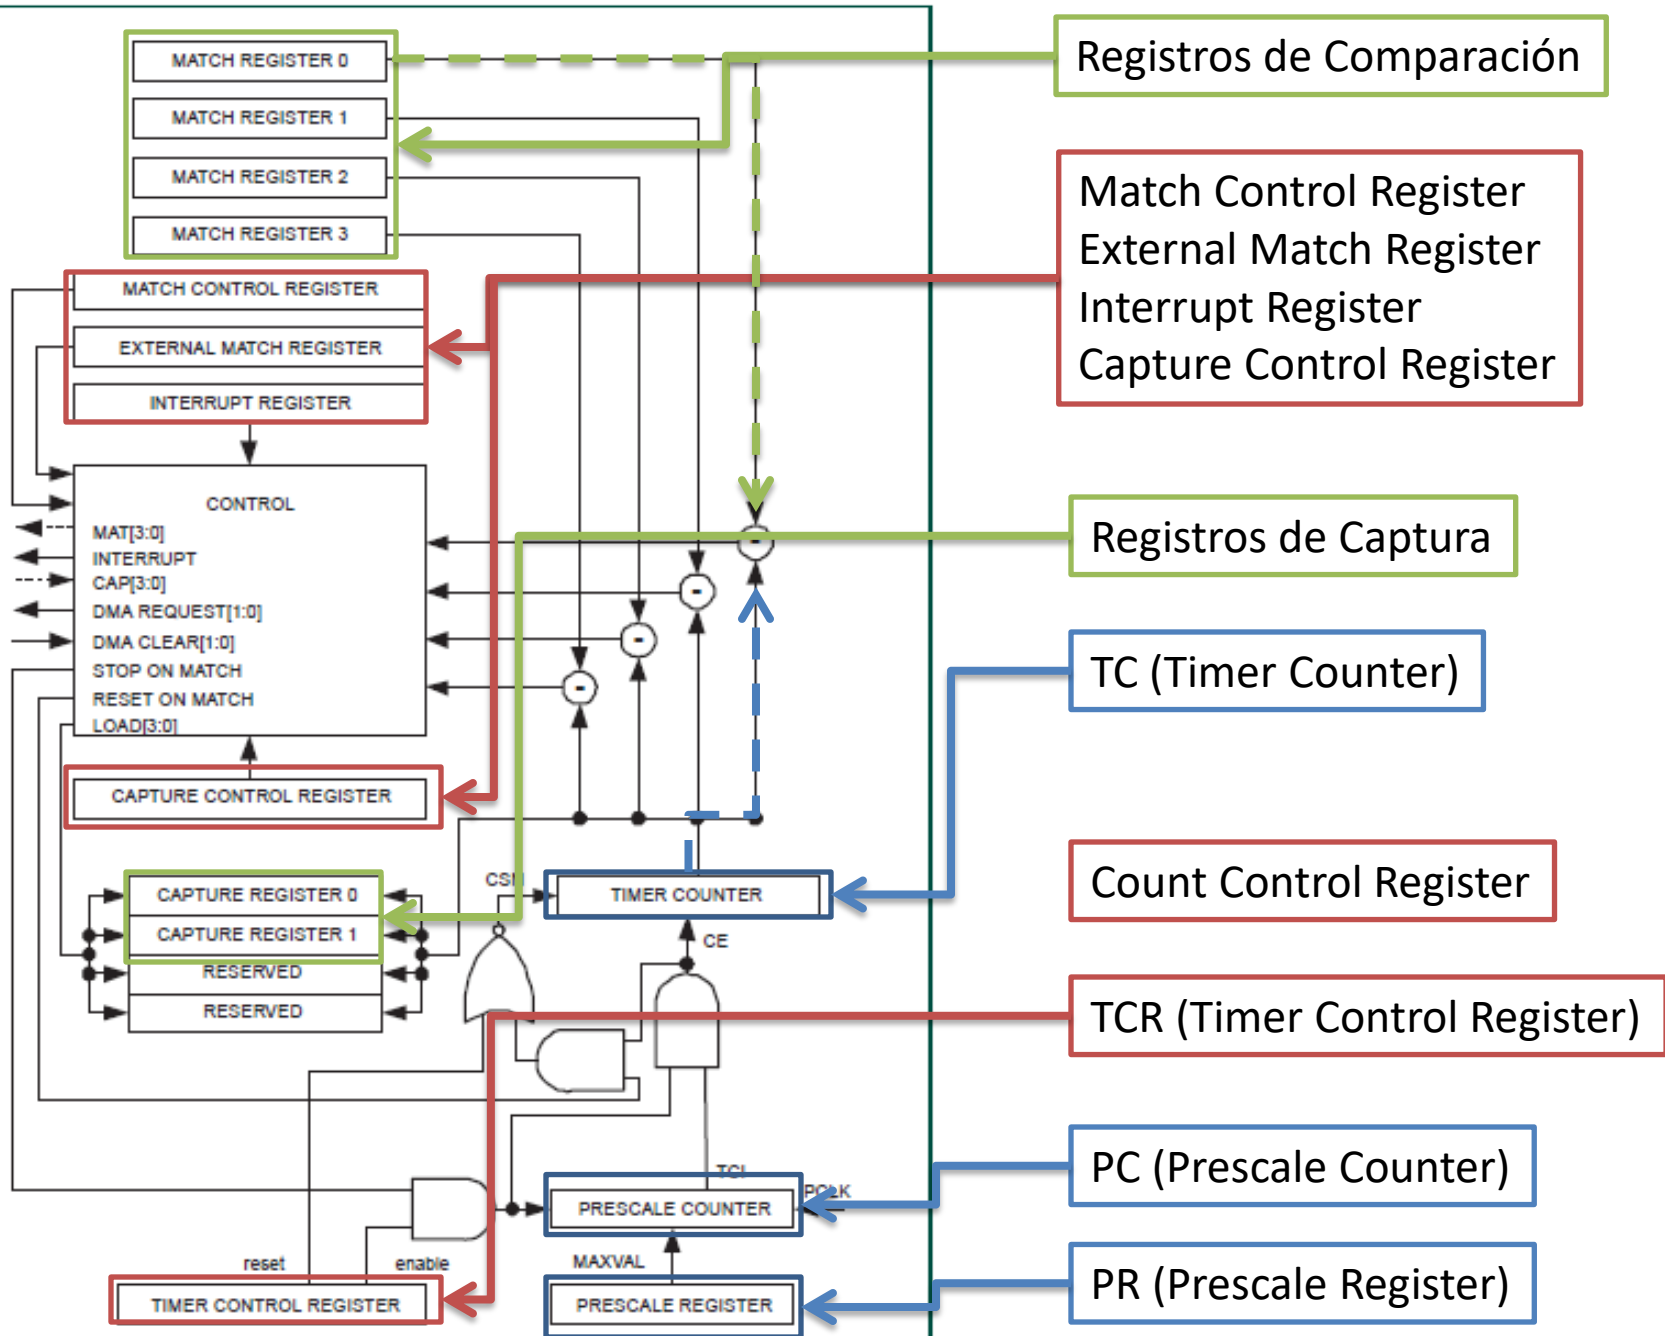 MATCH REGISTER 0
MATCH REGISTER 1
MATCH REGISTER 2
MATCH REGISTER 3
MATCH CONTROL REGISTER
EXTERNAL MATCH REGISTER
INTERRUPT REGISTER
CONTROL
MAT[3:0]
INTERRUPT
CAP[3:0]
DMA REQUEST[1:0]
DMA CLEAR[1:0]
STOP ON MATCH
RESET ON MATCH
LOAD[3:0]
-
-
-
-
CAPTURE CONTROL REGISTER
CAPTURE REGISTER 0
CAPTURE REGISTER 1
RESERVED
RESERVED
CSN
TIMER COUNTER
CE
TCI
PCLK
PRESCALE COUNTER
MAXVAL
PRESCALE REGISTER
reset
enable
TIMER CONTROL REGISTER
Registros de Comparación
Match Control Register
External Match Register
Interrupt Register
Capture Control Register
Registros de Captura
TC (Timer Counter)
Count Control Register
TCR (Timer Control Register)
PC (Prescale Counter)
PR (Prescale Register)